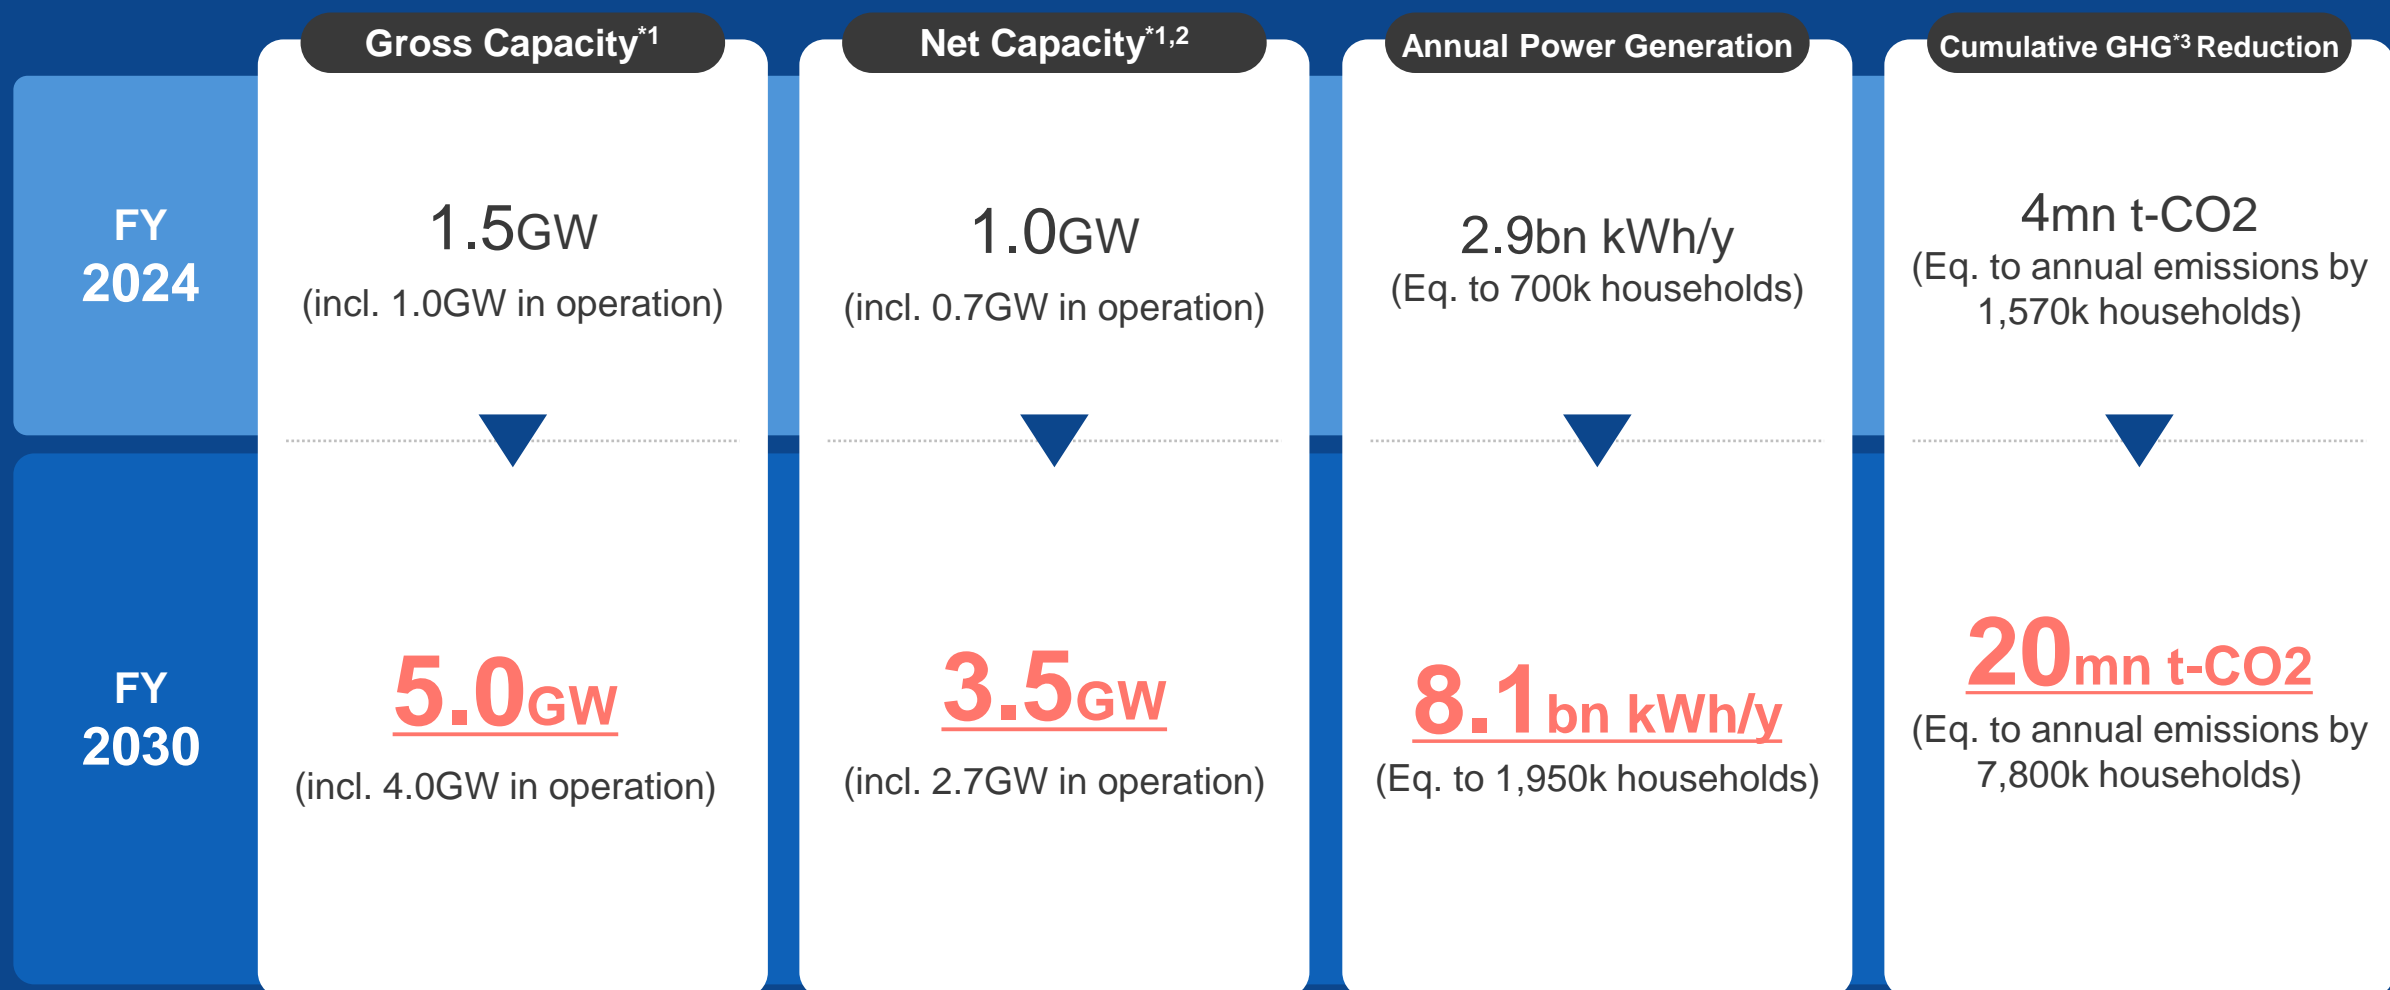 Gross Capacity*1
Net Capacity*1,2
Annual Power Generation
Cumulative GHG*3 Reduction
FY
2024
1.5GW
(incl. 1.0GW in operation)
1.0GW
(incl. 0.7GW in operation)
2.9bn kWh/y
(Eq. to 700k households)
4mn t-CO2
(Eq. to annual emissions by
1,570k households)
FY
2030
5.0GW
(incl. 4.0GW in operation)
3.5GW
(incl. 2.7GW in operation)
8.1bn kWh/y
(Eq. to 1,950k households)
20mn t-CO2
(Eq. to annual emissions by
7,800k households)